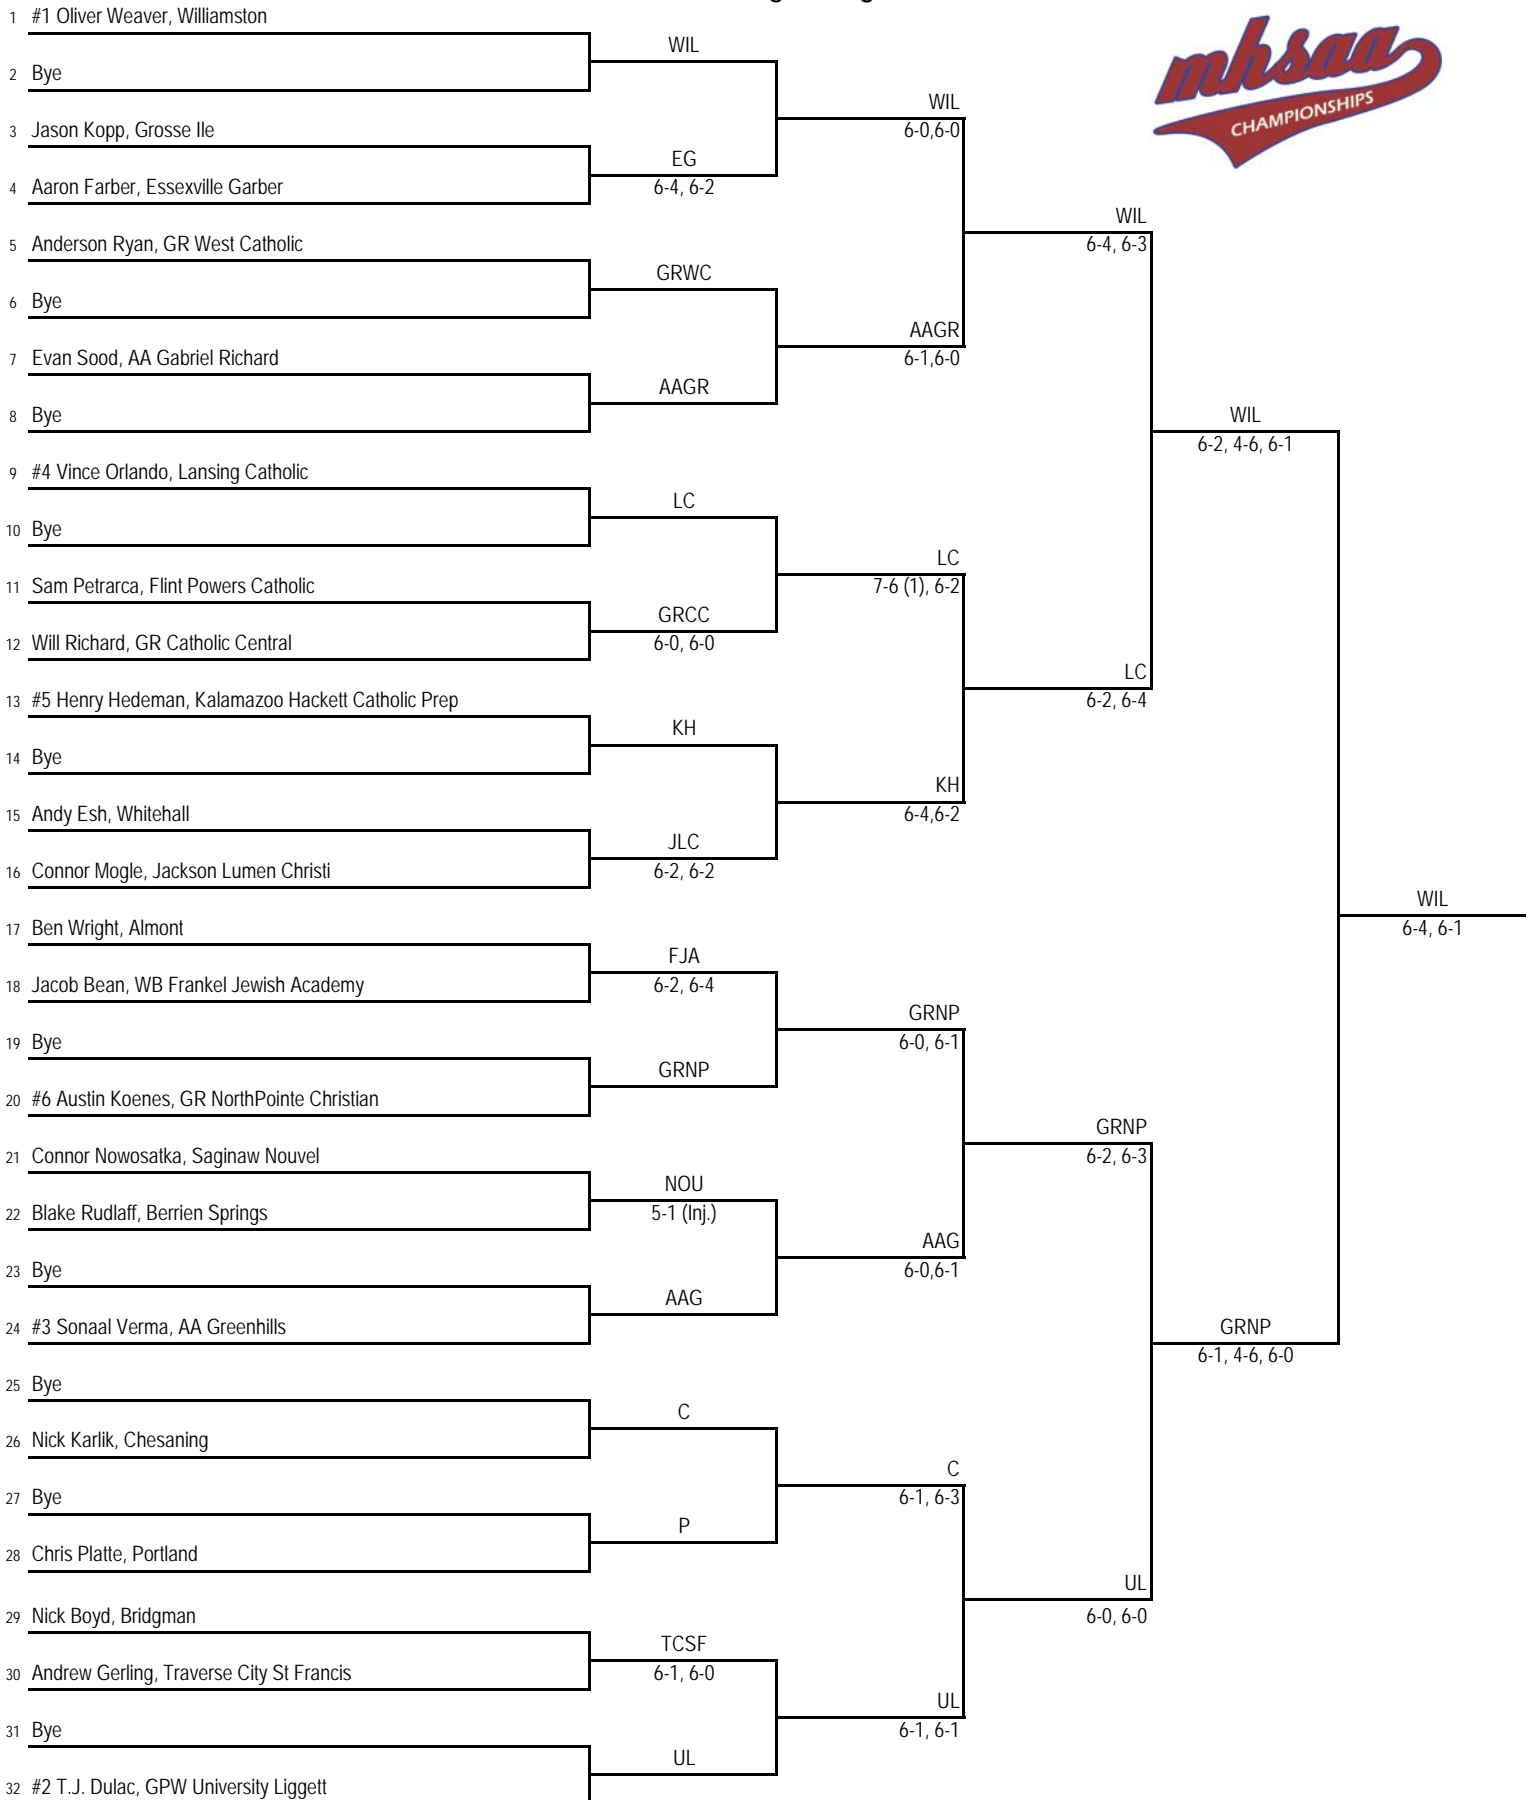 1 #1 Oliver Weaver, Williamston
WIL
2 Bye
WIL
6-0,6-0
mhsaa
CHAMPIONSHIPS
3 Jason Kopp, Grosse Ile
EG
6-4, 6-2
4 Aaron Farber, Essexville Garber
WIL
6-4, 6-3
5 Anderson Ryan, GR West Catholic
GRWC
6 Bye
AAGR
6-1,6-0
7 Evan Sood, AA Gabriel Richard
AAGR
8 Bye
WIL
6-2, 4-6, 6-1
9 #4 Vince Orlando, Lansing Catholic
LC
10 Bye
LC
7-6 (1), 6-2
11 Sam Petrarca, Flint Powers Catholic
GRCC
6-0, 6-0
12 Will Richard, GR Catholic Central
LC
6-2, 6-4
13 #5 Henry Hedeman, Kalamazoo Hackett Catholic Prep
KH
14 Bye
KH
6-4,6-2
15 Andy Esh, Whitehall
JLC
6-2, 6-2
16 Connor Mogle, Jackson Lumen Christi
WIL
6-4, 6-1
17 Ben Wright, Almont
FJA
6-2, 6-4
18 Jacob Bean, WB Frankel Jewish Academy
GRNP
6-0, 6-1
19 Bye
GRNP
20 #6 Austin Koenes, GR NorthPointe Christian
GRNP
6-2, 6-3
21 Connor Nowosatka, Saginaw Nouvel
NOU
5-1 (Inj.)
22 Blake Rudlaff, Berrien Springs
AAG
6-0,6-1
23 Bye
AAG
24 #3 Sonaal Verma, AA Greenhills
GRNP
6-1, 4-6, 6-0
25 Bye
C
26 Nick Karlik, Chesaning
C
6-1, 6-3
27 Bye
P
28 Chris Platte, Portland
UL
6-0, 6-0
29 Nick Boyd, Bridgman
TCSF
6-1, 6-0
30 Andrew Gerling, Traverse City St Francis
UL
6-1, 6-1
31 Bye
UL
32 #2 T.J. Dulac, GPW University Liggett